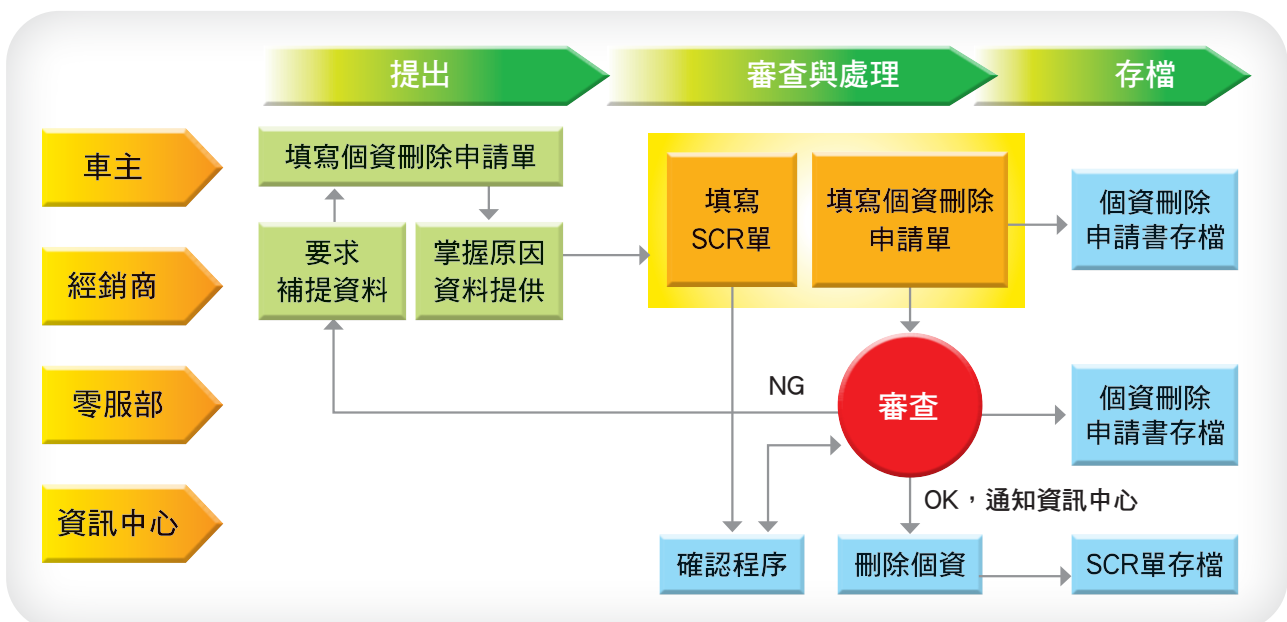 提出
審查與處理
存檔
車主
填寫個資刪除申請單
填寫
SCR單
填寫個資刪除
申請單
個資刪除
申請書存檔
經銷商
要求
補提資料
掌握原因
資料提供
零服部
NG
審查
個資刪除
申請書存檔
資訊中心
OK，通知資訊中心
確認程序
刪除個資
SCR單存檔